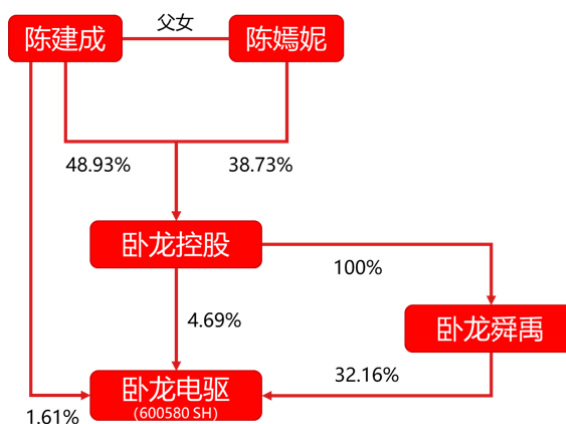 父女
陈建成
陈嫣妮
48.93%
38.73%
卧龙控股
100%
4.69%
卧龙舜禹
32.16%
卧龙电驱
(600580 SH)
1.61%